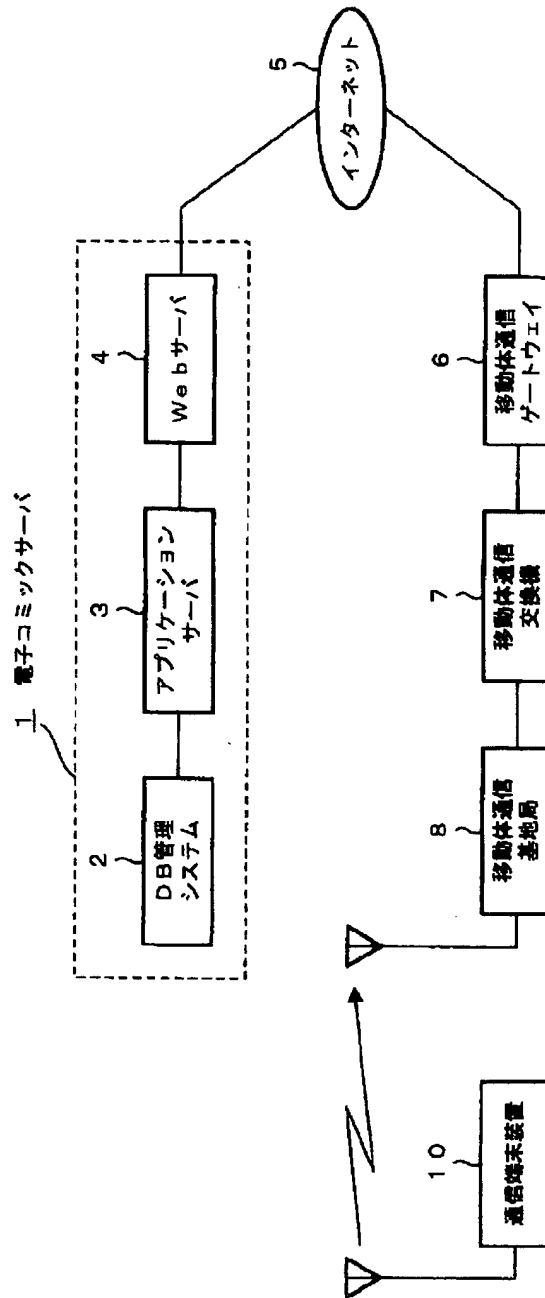 1 電子コミックサーバ
2
DB管理
システム
3
アプリケーション
サーバ
4
Webサーバ
5
インターネット
6
移動体通信
ゲートウェイ
7
移動体通信
交換機
8
移動体通信
基地局
10
通信端末装置